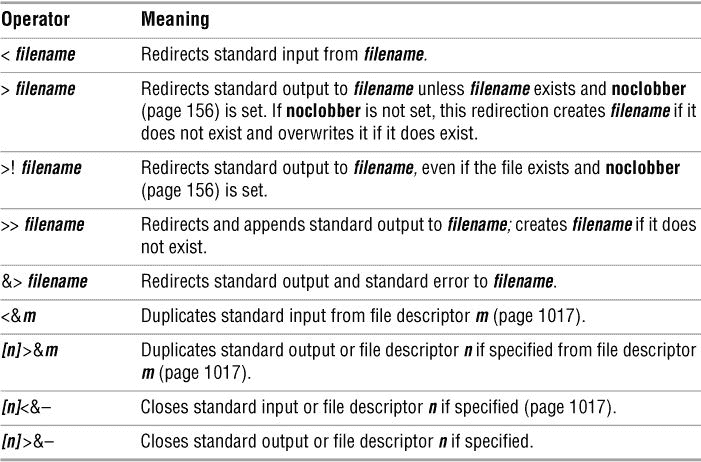 Operator Meaning
< filename Redirects standard input from filename.
> filename Redirects standard output to filename unless filename exists and noclobber
(page 156) is set. If noclobber is not set, this redirection creates filename if it
does not exist and overwrites it if it does exist.
>! filename Redirects standard output to filename, even if the file exists and noclobber
(page 156) is set.
>> filename Redirects and appends standard output to filename; creates filename if it does
not exist.
&> filename Redirects standard output and standard error to filename.
<&m Duplicates standard input from file descriptor m (page 1017).
[n]>&m Duplicates standard output or file descriptor n if specified from file descriptor
m (page 1017).
[n]<&– Closes standard input or file descriptor n if specified (page 1017).
[n]>&– Closes standard output or file descriptor n if specified.